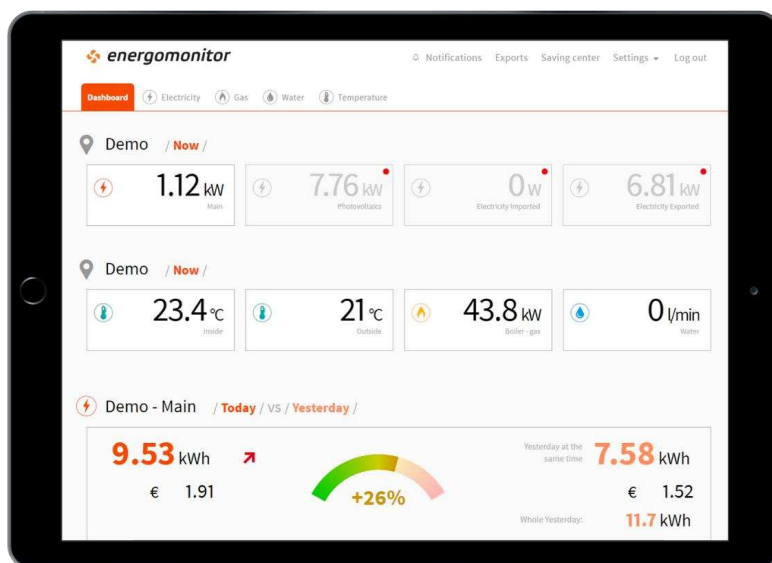 energomonitor
Notifications Exports Saving center Settings Log out
Dashboard Electricity Gas Water Temperature
Demo / Now /
1.12 kW 7.76 kW 0 W 6.81 kW
Main Photovoltaics Electricity Imported Electricity Exported
Demo / Now /
23.4 °C 21 °C 43.8 kW 0 l/min
Inside Outside Boiler - gas Water
Demo - Main / Today / VS / Yesterday /
9.53 kWh
€ 1.91
+26%
Yesterday at the
same time 7.58 kWh
€ 1.52
Whole Yesterday: 11.7 kWh